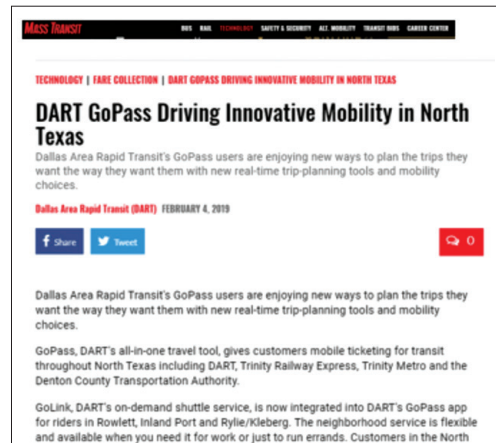 MASS TRANSIT BUS RAIL TECHNOLOGY SAFETY & SECURITY ALT. MOBILITY TRANSIT BIDS CAREER CENTER
TECHNOLOGY | FARE COLLECTION | DART GOPASS DRIVING INNOVATIVE MOBILITY IN NORTH TEXAS
DART GoPass Driving Innovative Mobility in North
Texas
Dallas Area Rapid Transit's GoPass users are enjoying new ways to plan the trips they
want the way they want them with new real-time trip-planning tools and mobility
choices.
Dallas Area Rapid Transit (DART) FEBRUARY 4, 2019
f Share Tweet 0
Dallas Area Rapid Transit's GoPass users are enjoying new ways to plan the trips they
want the way they want them with new real-time trip-planning tools and mobility
choices.
GoPass, DART's all-in-one travel tool, gives customers mobile ticketing for transit
throughout North Texas including DART, Trinity Railway Express, Trinity Metro and the
Denton County Transportation Authority.
GoLink, DART's on-demand shuttle service, is now integrated into DART's GoPass app
for riders in Rowlett, Inland Port and Rylie/Kleberg. The neighborhood service is flexible
and available when you need it for work or just to run errands. Customers in the North